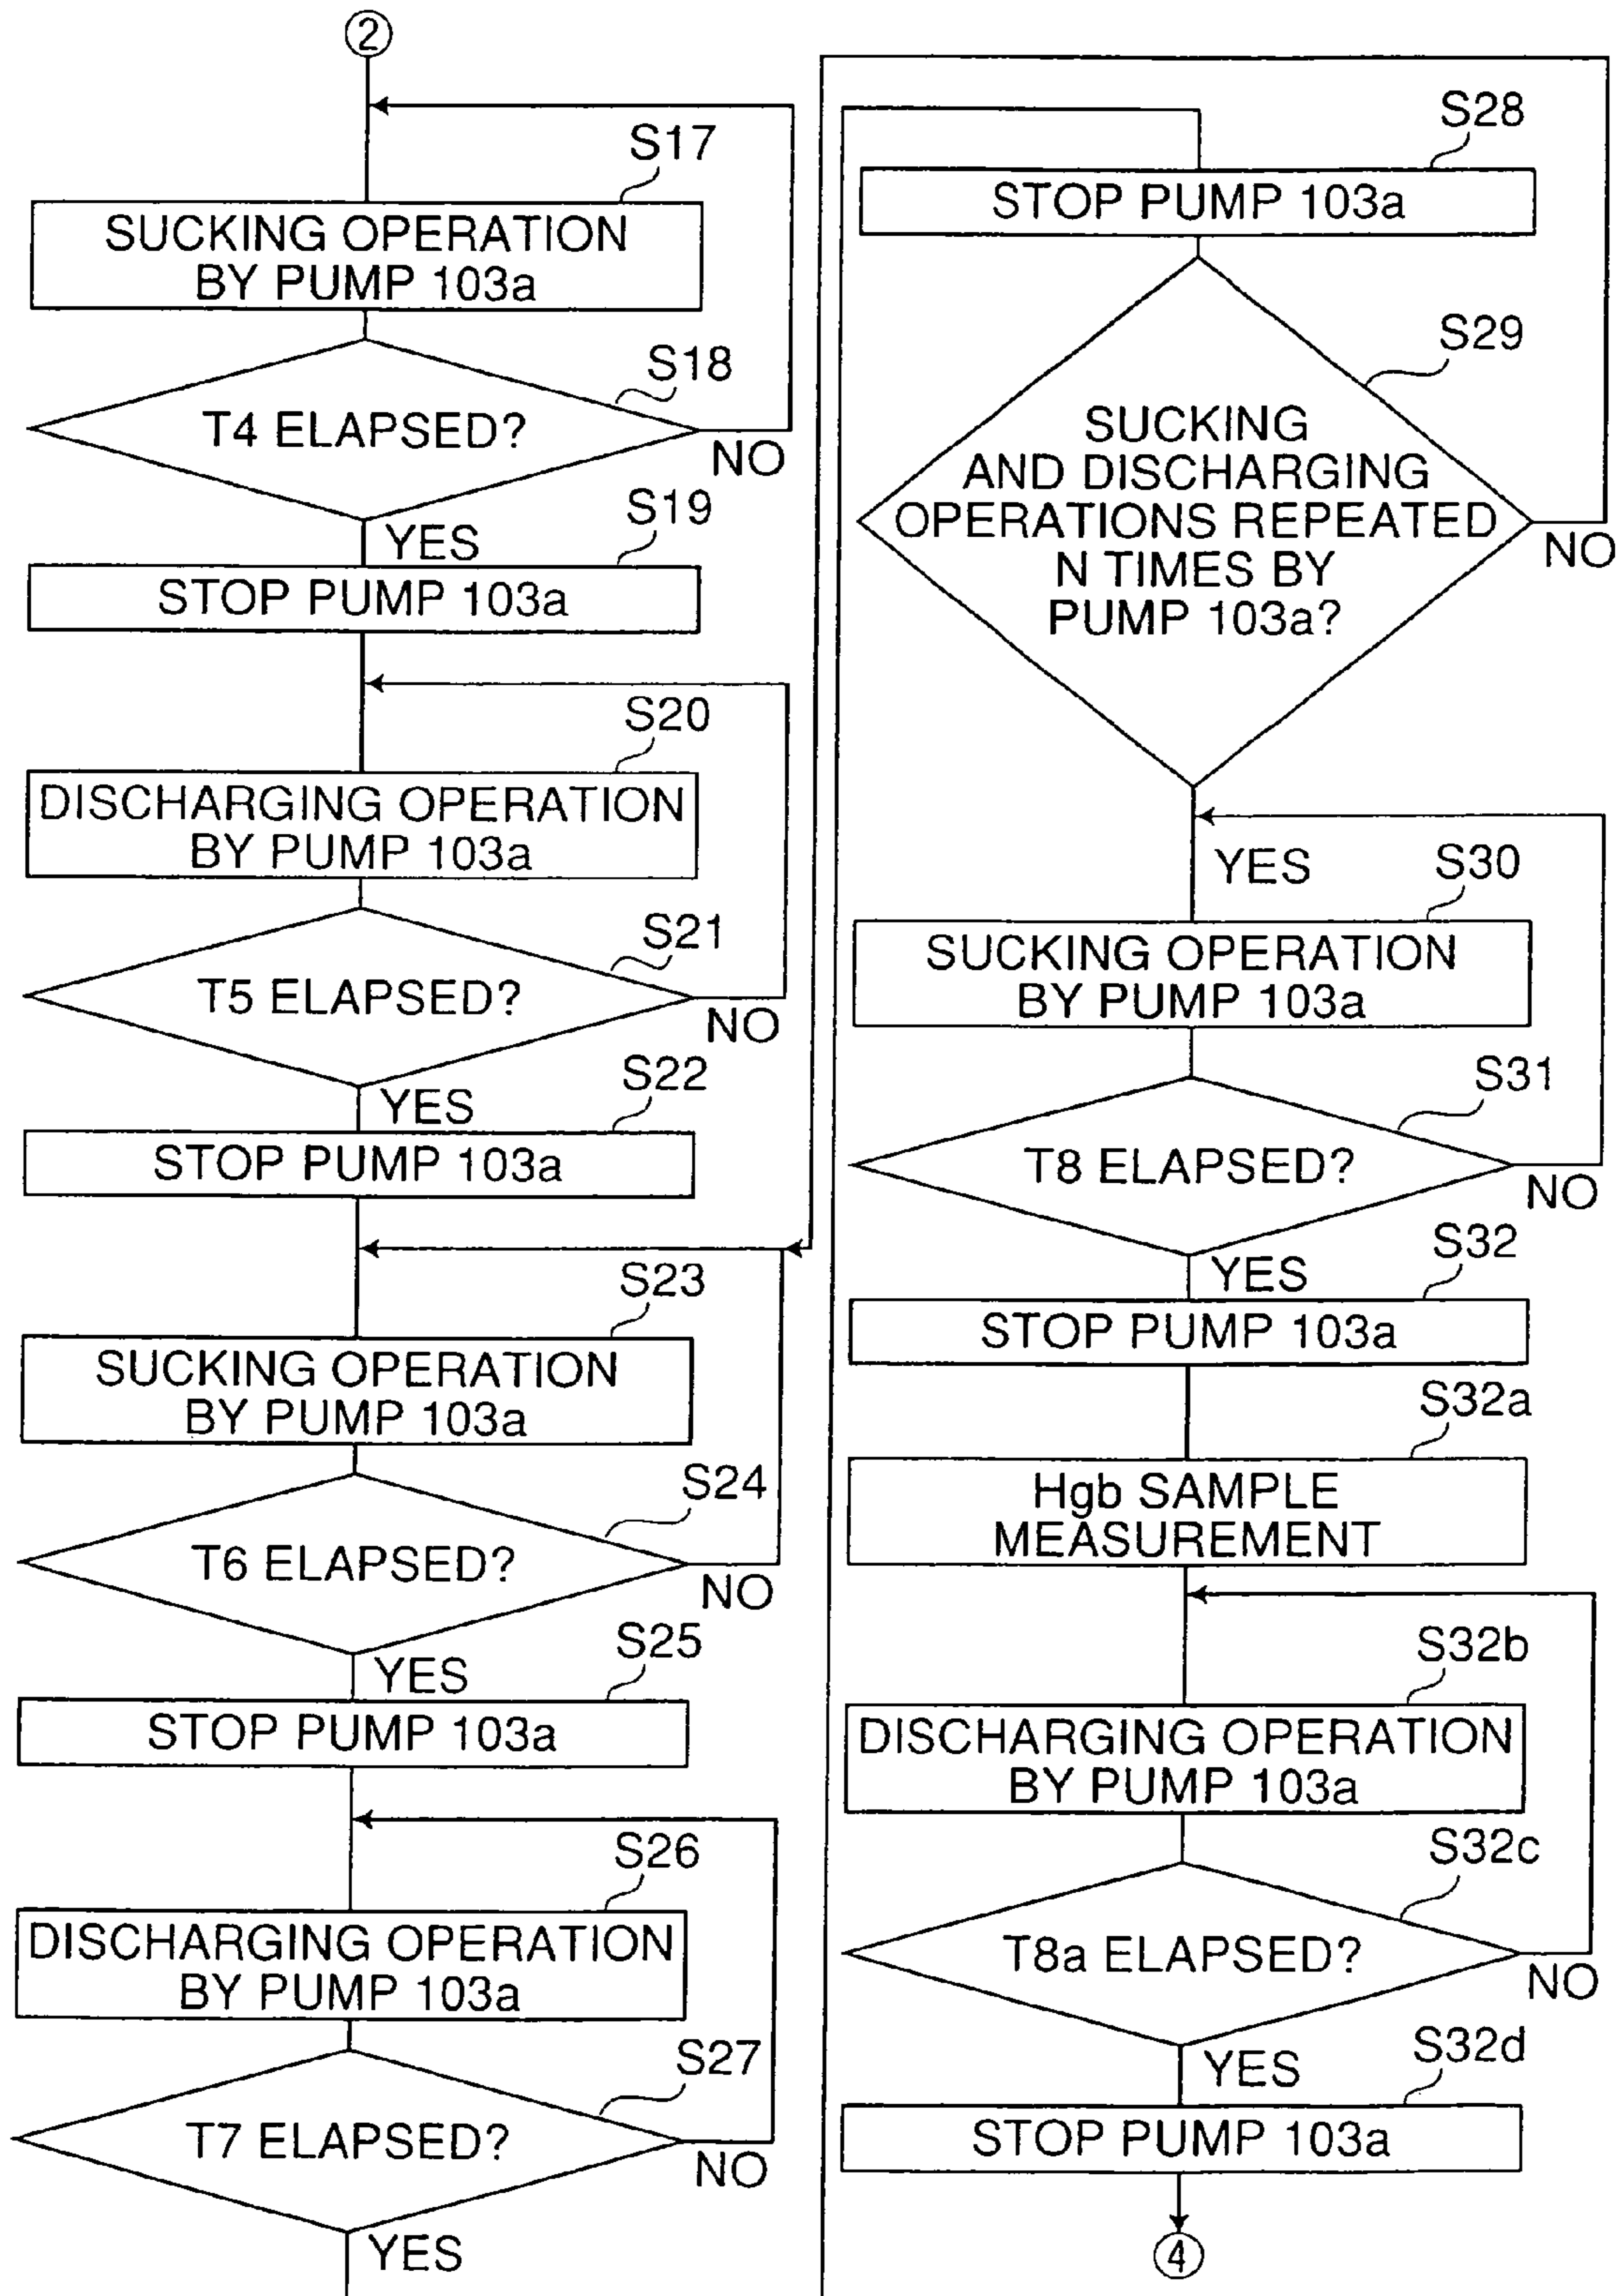 ②
S17
SUCKING OPERATION
BY PUMP 103a
S18
T4 ELAPSED?
NO
YES
S19
STOP PUMP 103a
S20
DISCHARGING OPERATION
BY PUMP 103a
S21
T5 ELAPSED?
NO
YES
S22
STOP PUMP 103a
S23
SUCKING OPERATION
BY PUMP 103a
S24
T6 ELAPSED?
NO
YES
S25
STOP PUMP 103a
S26
DISCHARGING OPERATION
BY PUMP 103a
S27
T7 ELAPSED?
NO
YES
S28
STOP PUMP 103a
S29
SUCKING
AND DISCHARGING
OPERATIONS REPEATED
N TIMES BY
PUMP 103a?
NO
YES
S30
SUCKING OPERATION
BY PUMP 103a
S31
T8 ELAPSED?
NO
YES
S32
STOP PUMP 103a
S32a
Hgb SAMPLE
MEASUREMENT
S32b
DISCHARGING OPERATION
BY PUMP 103a
S32c
T8a ELAPSED?
NO
YES
S32d
STOP PUMP 103a
④